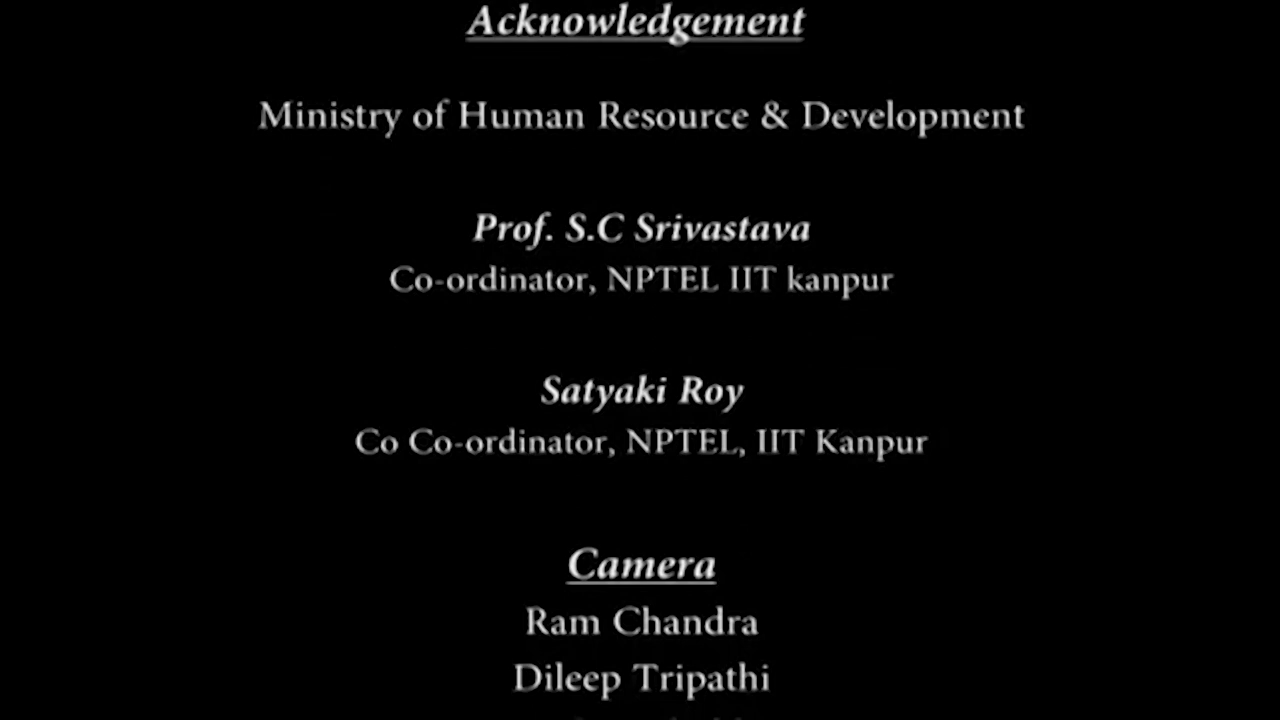 Acknowledgement
Ministry of Human Resource & Development
Prof. S.C Srivastava
Co-ordinator, NPTEL IIT kanpur
Satyaki Roy
Co Co-ordinator, NPTEL, IIT Kanpur
Camera
Ram Chandra
Dileep Tripathi